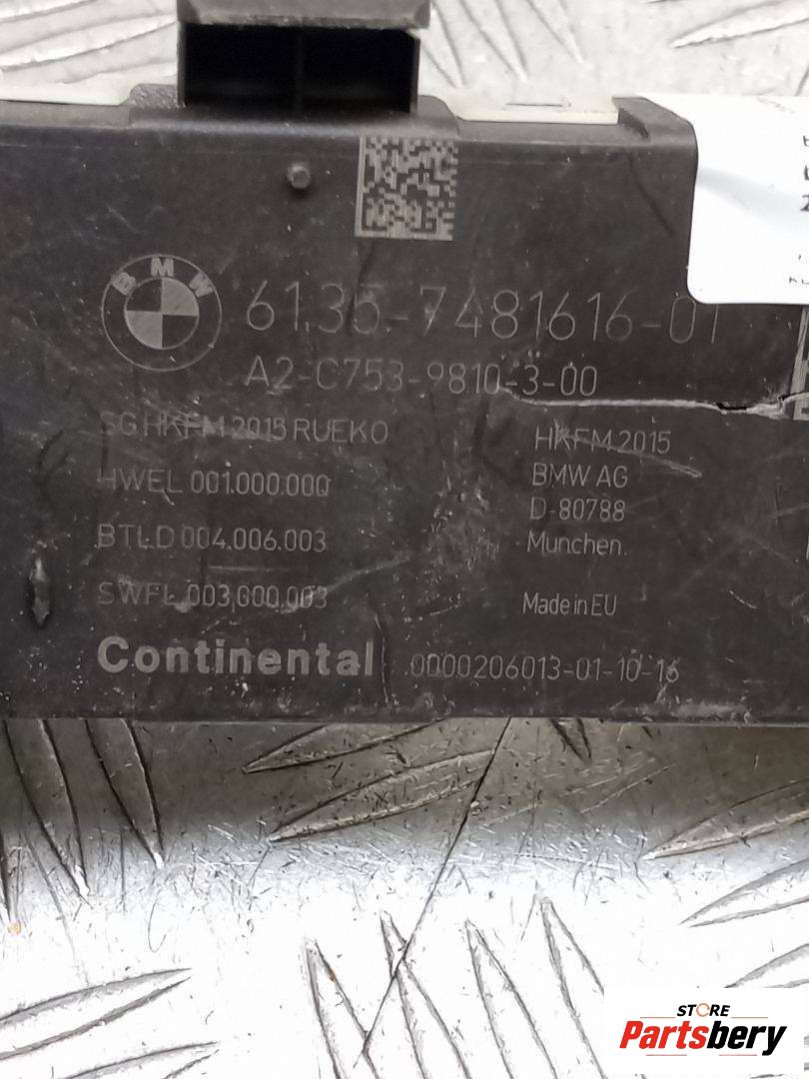 BMW
61.35-7481616-01
A2-C753-9810-3-00
SG HKFM 2015 RUEKO
HWEL 001.000.000
BTLD 004.006.003
SWFL 003.000.003
HKFM 2015
BMW AG
D-80788
Munchen.
Made in EU
Continental
0000206013-01-10-16
STORE
Partsbery